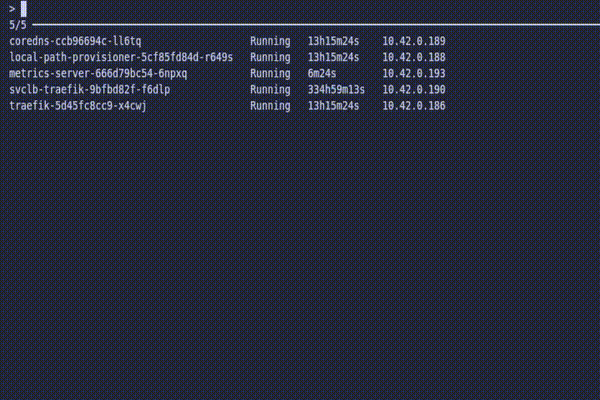 >
5/5
coredns-ccb96694c-ll6tq Running 13h15m24s 10.42.0.189
local-path-provisioner-5cf85fd84d-r649s Running 13h15m24s 10.42.0.188
metrics-server-666d79bc54-6npxq Running 6m24s 10.42.0.193
svclb-traefik-9bfbd82f-f6dlp Running 334h59m13s 10.42.0.190
traefik-5d45fc8cc9-x4cwj Running 13h15m24s 10.42.0.186